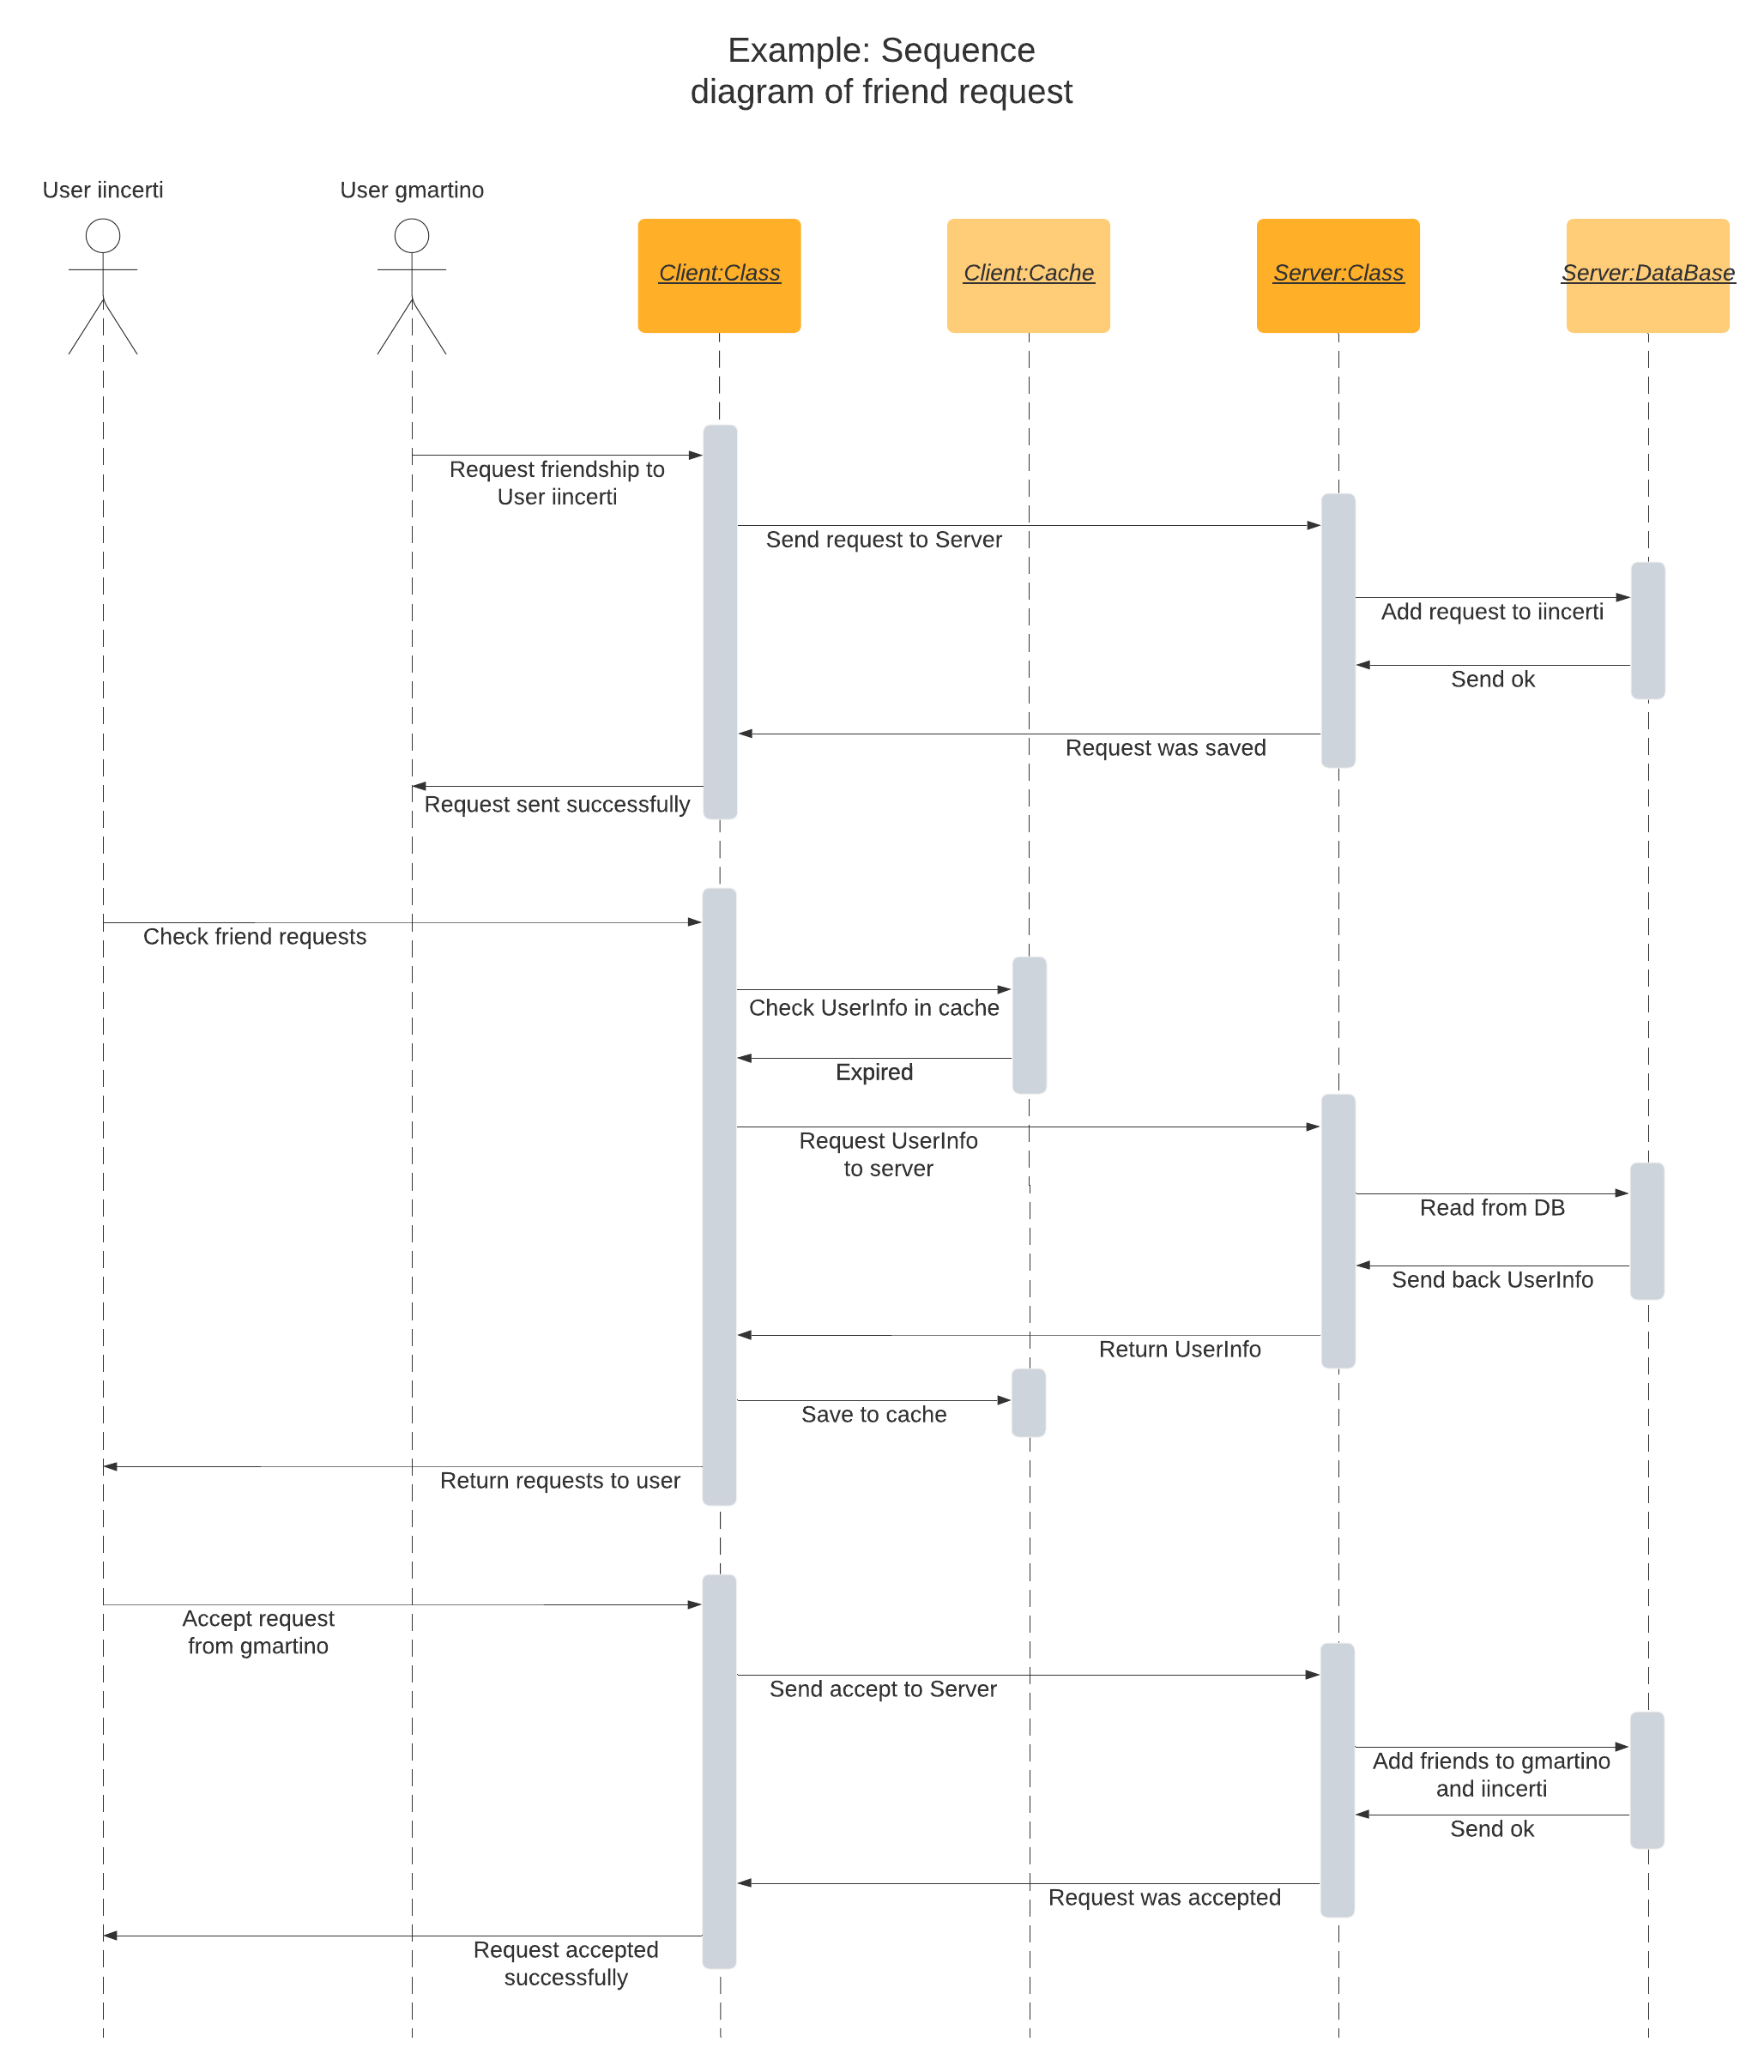 Example: Sequence
diagram of friend request
User iincerti
User gmartino
Client:Class
Client:Cache
Server:Class
Server:DataBase
Request friendship to
User iincerti
Send request to Server
Add request to iincerti
Send ok
Request was saved
Request sent successfully
Check friend requests
Check UserInfo in cache
Expired
Request UserInfo
to server
Read from DB
Send back UserInfo
Return UserInfo
Save to cache
Return requests to user
Accept request
from gmartino
Send accept to Server
Add friends to gmartino
and iincerti
Send ok
Request was accepted
Request accepted
successfully